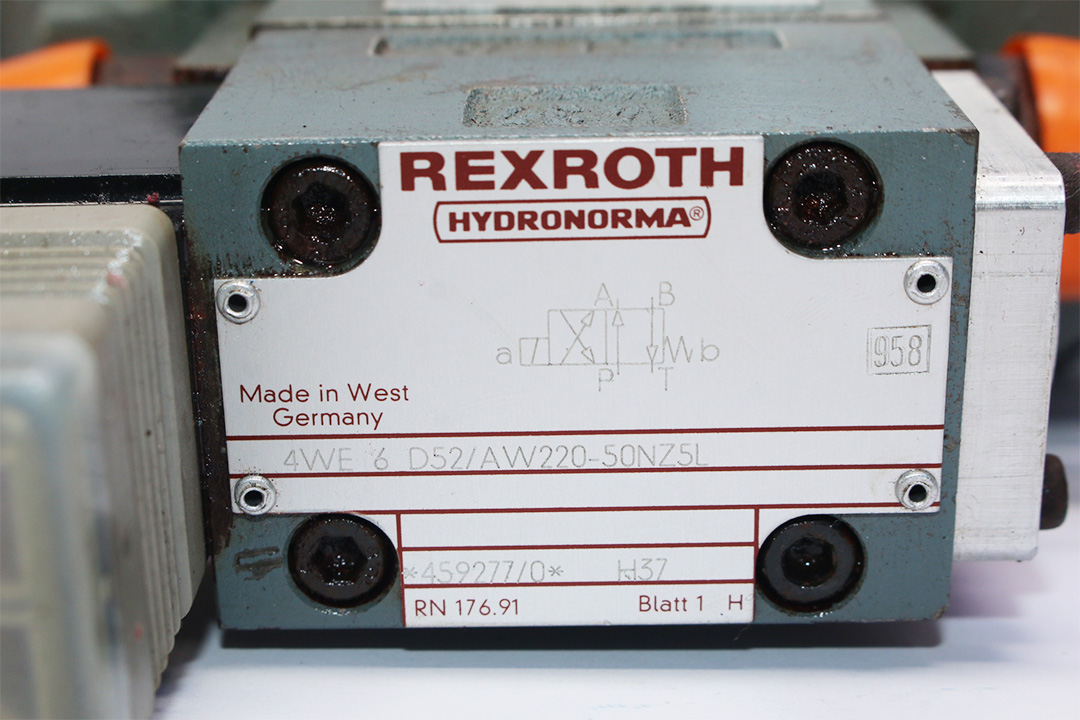 REXROTH
HYDRONORMA®
A B
a b
P T
958
Made in West
Germany
4WE 6 D52/AW220-50NZ5L
*459277/0* H37
RN 176.91 Blatt 1 H